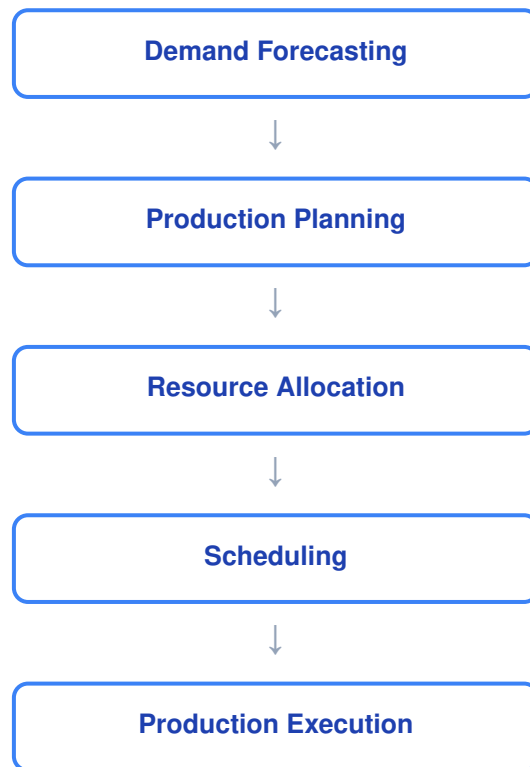 Demand Forecasting
↓
Production Planning
↓
Resource Allocation
↓
Scheduling
↓
Production Execution